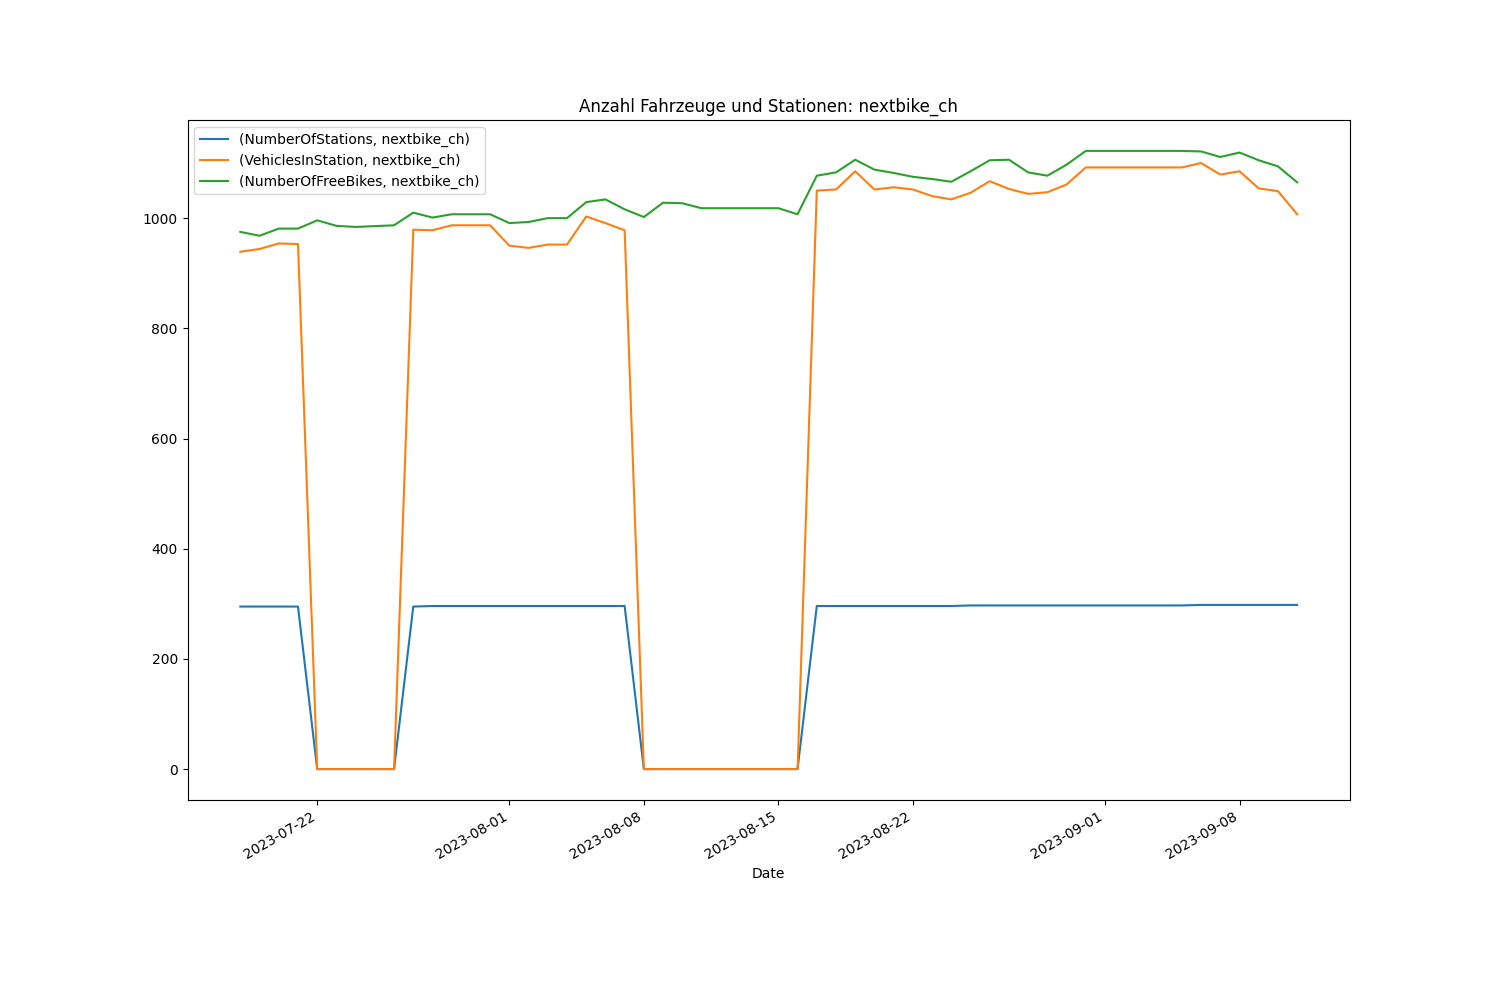 Anzahl Fahrzeuge und Stationen: nextbike_ch
(NumberOfStations, nextbike_ch)
(VehiclesInStation, nextbike_ch)
(NumberOfFreeBikes, nextbike_ch)
1000
800
600
400
200
0
2023-07-22
2023-08-01
2023-08-08
2023-08-15
2023-08-22
2023-09-01
2023-09-08
Date